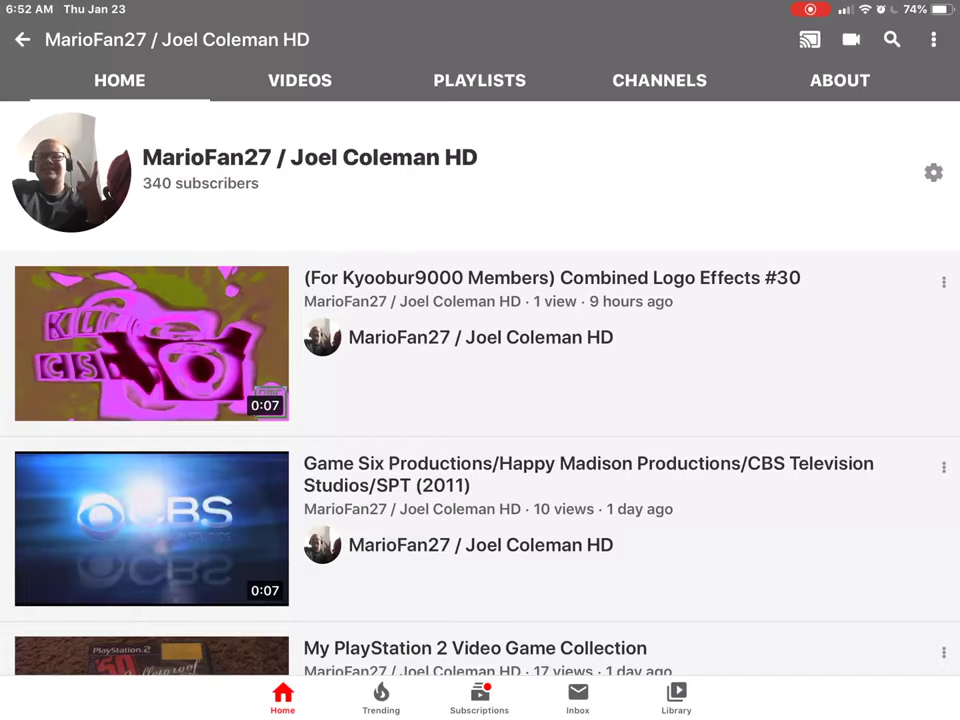 6:52 AM Thu Jan 23
74%
MarioFan27 / Joel Coleman HD
HOME VIDEOS PLAYLISTS CHANNELS ABOUT
MarioFan27 / Joel Coleman HD
340 subscribers
(For Kyoobur9000 Members) Combined Logo Effects #30
MarioFan27 / Joel Coleman HD · 1 view · 9 hours ago
MarioFan27 / Joel Coleman HD
KLA
CSK
0:07
Game Six Productions/Happy Madison Productions/CBS Television
Studios/SPT (2011)
MarioFan27 / Joel Coleman HD · 10 views · 1 day ago
MarioFan27 / Joel Coleman HD
CBS
0:07
My PlayStation 2 Video Game Collection
MarioFan27 / Joel Coleman HD · 17 views · 1 day ago
PlayStation.2
Home Trending Subscriptions Inbox Library